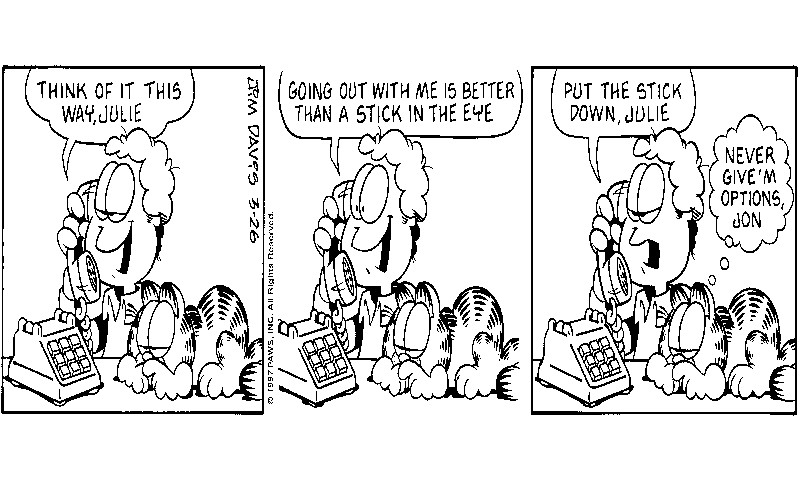 THINK OF IT THIS
WAY, JULIE
JPM DAVPS 3-26
© 1997 PAWS, INC. All Rights Reserved.
GOING OUT WITH ME IS BETTER
THAN A STICK IN THE EYE
PUT THE STICK
DOWN, JULIE
NEVER
GIVE'M
OPTIONS,
JON